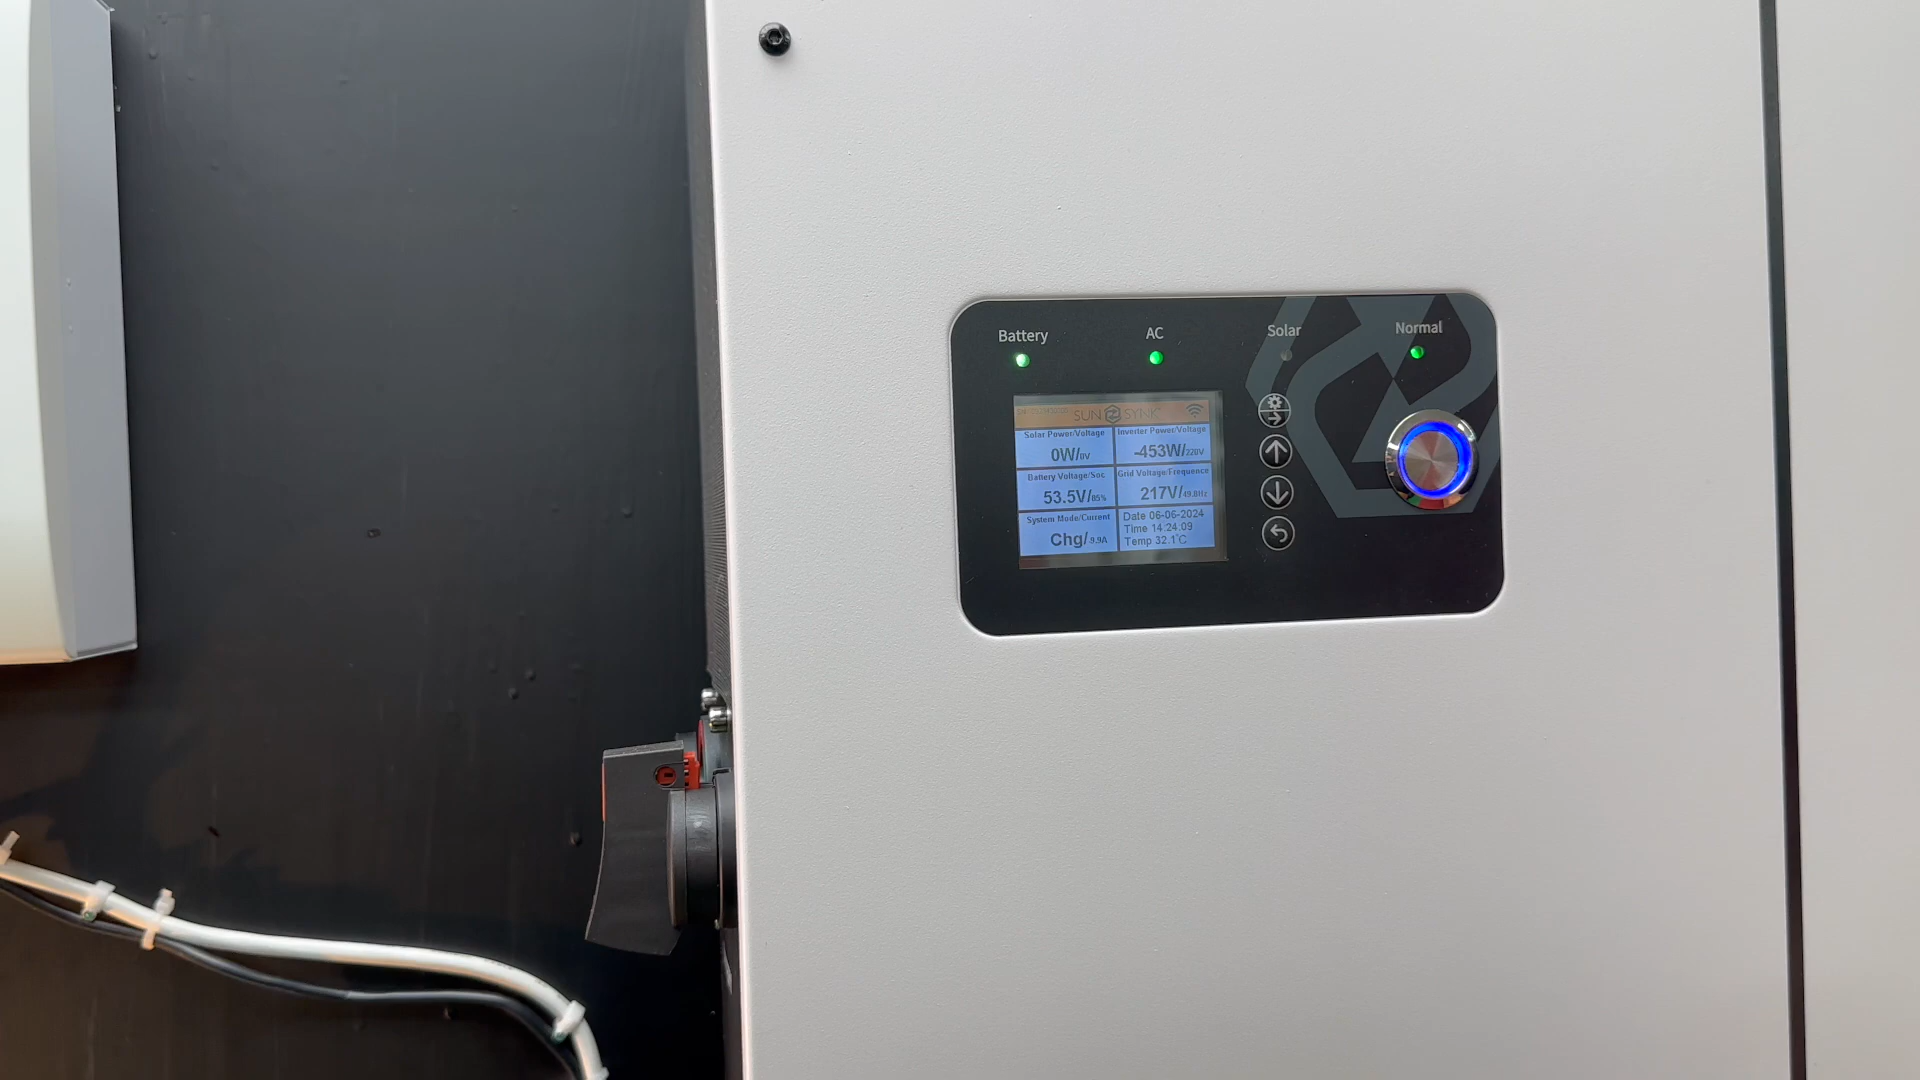 Battery AC Solar Normal
SUN SYNK
Solar Power/Voltage Inverter Power/Voltage
0W/0V -453W/220V
Battery Voltage/Soc Grid Voltage/Frequence
53.5V/85% 217V/49.8Hz
System Mode/Current Date 06-06-2024
Chg/-9.9A Time 14:24:09
Temp 32.1°C